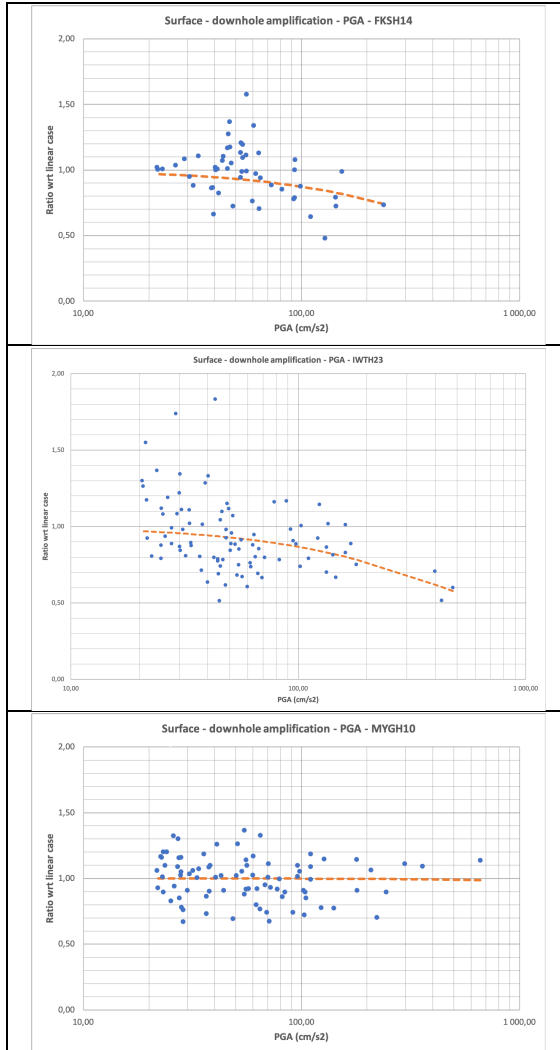 Surface - downhole amplification - PGA - FKSH14
2,00
1,50
1,00
0,50
0,00
Ratio wrt linear case
10,00 100,00 1 000,00
PGA (cm/s2)
Surface - downhole amplification - PGA - IWTH23
2,00
1,50
1,00
0,50
0,00
Ratio wrt linear case
10,00 100,00 1 000,00
PGA (cm/s2)
Surface - downhole amplification - PGA - MYGH10
2,00
1,50
1,00
0,50
0,00
Ratio wrt linear case
10,00 100,00 1 000,00
PGA (cm/s2)